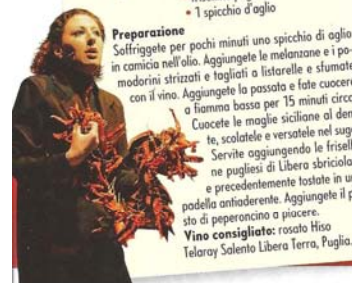 • 1 spicchio d'aglio
Preparazione
Soffriggete per pochi minuti uno spicchio di aglio
in camicia nell'olio. Aggiungete le melanzane e i po-
modorini strizzati e tagliati a listarelle e sfumate
con il vino. Aggiungete la passata e fate cuocere
a fiamma bassa per 15 minuti circa
Cuocete le maglie siciliane al den
te, scolatele e versatele nel sug
Servite aggiungendo le frisell
ne pugliesi di Libera sbriciola
e precedentemente tostate in u
padella antiaderente. Aggiungete il p
sto di peperoncino a piacere.
Vino consigliato: rosato Hiso
Telaray Salento Libera Terra, Puglia.